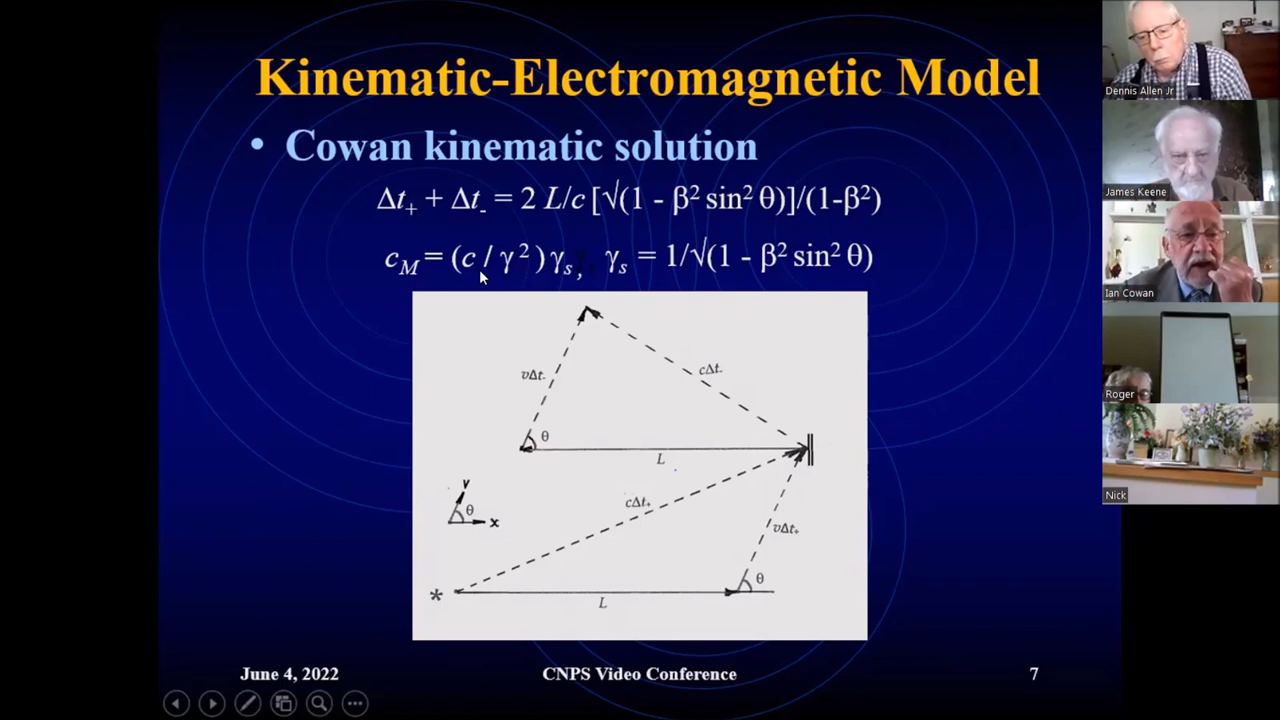 Kinematic-Electromagnetic Model
• Cowan kinematic solution
Δt₊ + Δt₋ = 2 L/c [√(1 - β² sin² θ)]/(1-β²)
c_M = (c / γ²) γₛ, γₛ = 1/√(1 - β² sin² θ)
vΔt₋
cΔt₋
θ
L
v
θ
x
cΔt₊
vΔt₊
θ
*
L
June 4, 2022
CNPS Video Conference
7
Dennis Allen Jr
James Keene
Ian Cowan
Roger
Nick